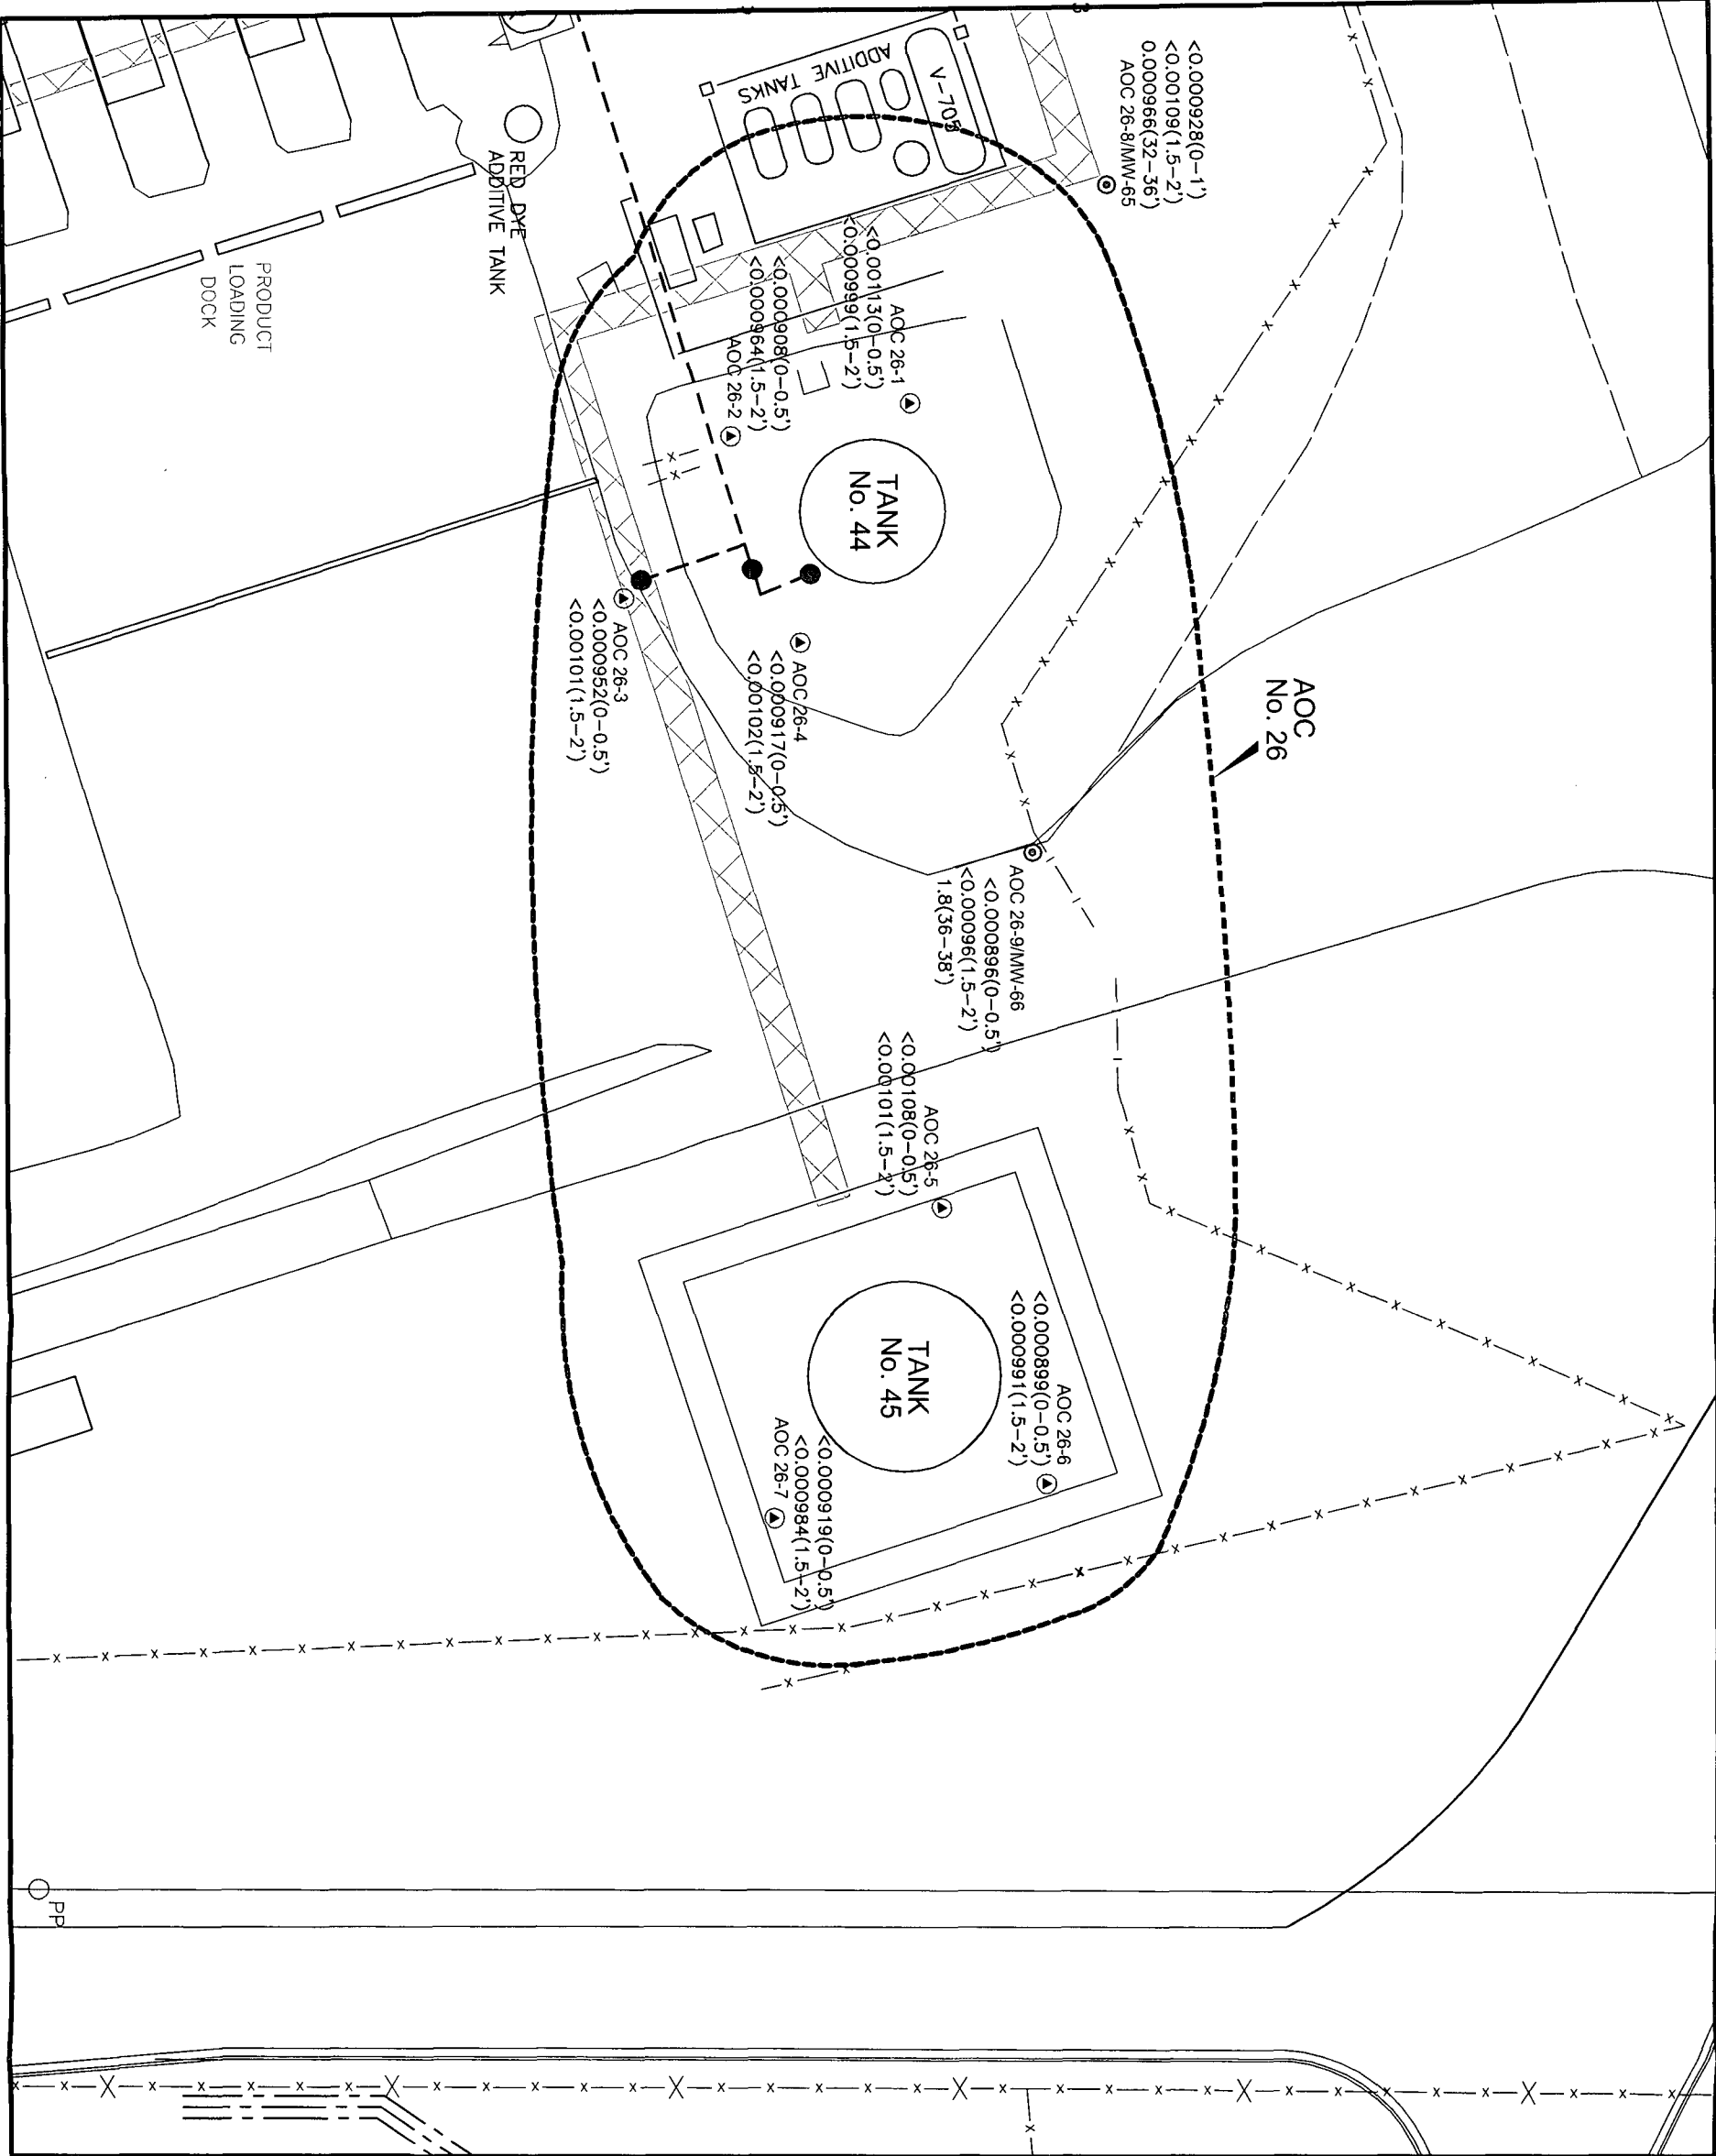 <0.000928(0-1')
<0.00109(1.5-2')
0.000966(32-36')
AOC 26-8/MW-65
V-705
ADDITIVE TANKS
RED DYE
ADDITIVE TANK
PRODUCT
LOADING
DOCK
AOC 26-1
<0.00113(0-0.5')
<0.000999(1.5-2')
<0.000908(0-0.5')
<0.000964(1.5-2')
AOC 26-2
TANK
No. 44
AOC 26-3
<0.000952(0-0.5')
<0.00101(1.5-2')
AOC 26-4
<0.000917(0-0.5')
<0.00102(1.5-2')
AOC
No. 26
AOC 26-9/MW-66
<0.000896(0-0.5')
<0.00096(1.5-2')
1.8(36-38')
AOC 26-5
<0.00108(0-0.5')
<0.00101(1.5-2')
AOC 26-6
<0.000899(0-0.5')
<0.000991(1.5-2')
TANK
No. 45
<0.000919(0-0.5')
<0.000984(1.5-2')
AOC 26-7
PP